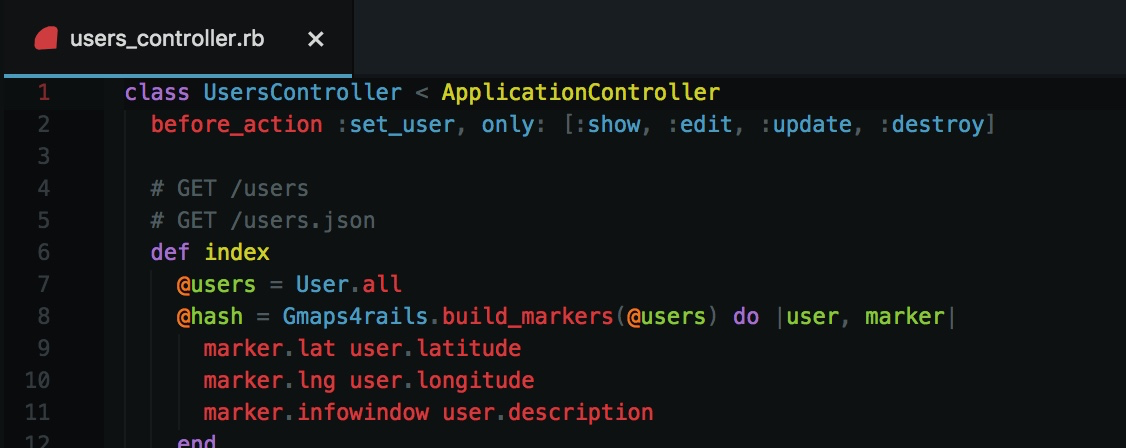 users_controller.rb ×
1 class UsersController < ApplicationController
2 before_action :set_user, only: [:show, :edit, :update, :destroy]
3
4 # GET /users
5 # GET /users.json
6 def index
7 @users = User.all
8 @hash = Gmaps4rails.build_markers(@users) do |user, marker|
9 marker.lat user.latitude
10 marker.lng user.longitude
11 marker.infowindow user.description
12 end